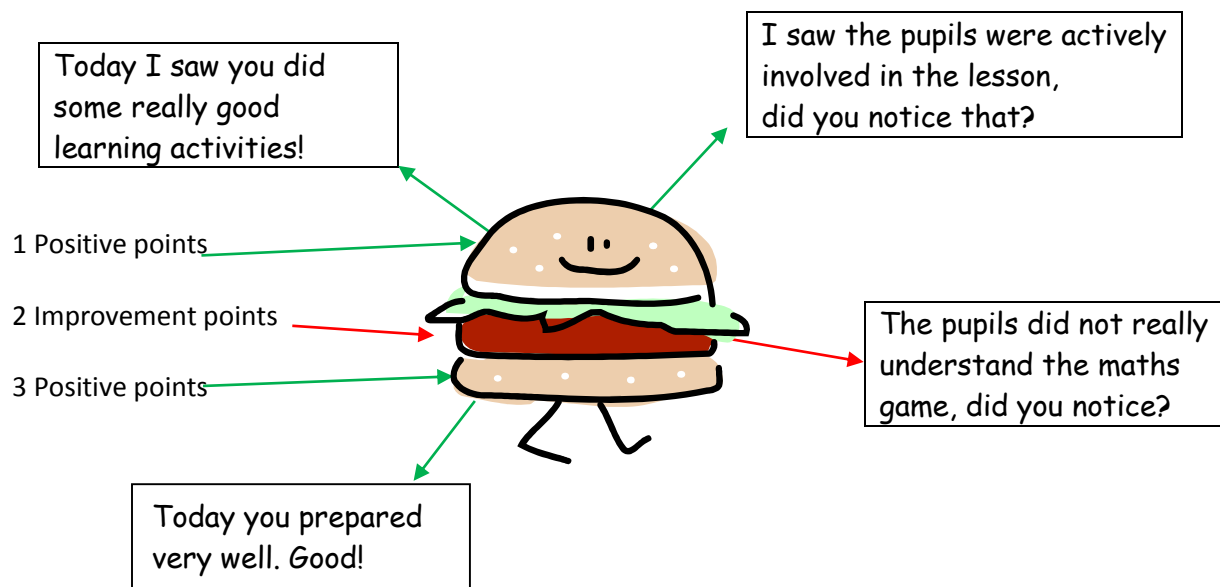 Today I saw you did
some really good
learning activities!
I saw the pupils were actively
involved in the lesson,
did you notice that?
1 Positive points
2 Improvement points
3 Positive points
The pupils did not really
understand the maths
game, did you notice?
Today you prepared
very well. Good!